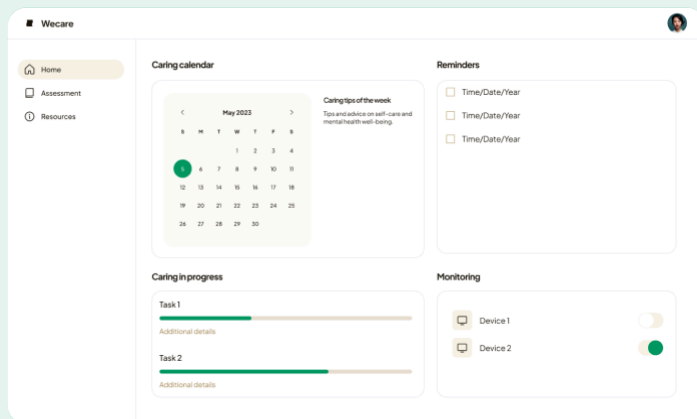 Wecare
Home
Assessment
Resources
Caring calendar
May 2023
S M T W T F S
1 2 3 4
5 6 7 8 9 10 11
12 13 14 15 16 17 18
19 20 21 22 23 24 25
26 27 28 29 30
Caring tips of the week
Tips and advice on self-care and
mental health well-being.
Reminders
Time/Date/Year
Time/Date/Year
Time/Date/Year
Caring in progress
Task 1
Additional details
Task 2
Additional details
Monitoring
Device 1
Device 2